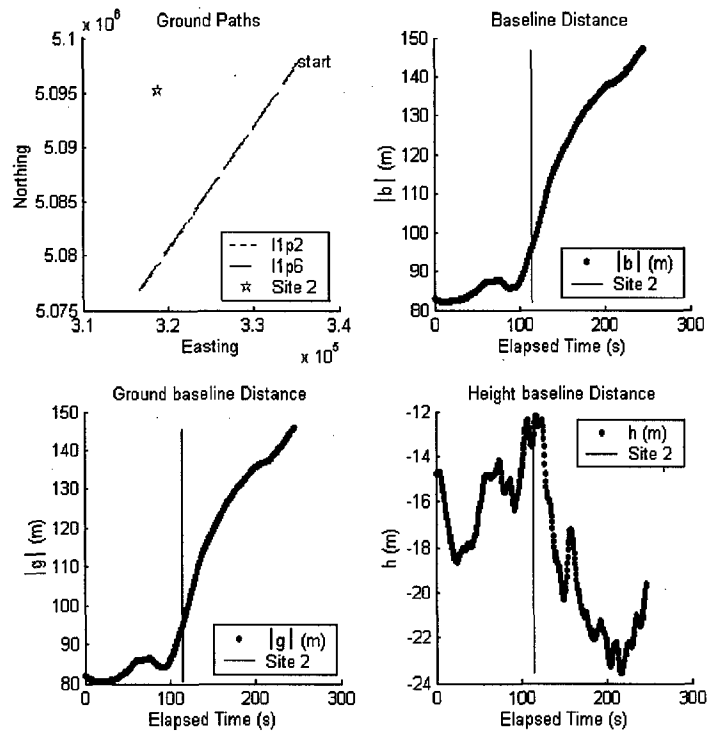 Ground Paths
x 10^6
5.1
5.095
5.09
5.085
5.08
5.075
Northing
start
l1p2
l1p6
Site 2
3.1
3.2
3.3
3.4
Easting
x 10^5
Baseline Distance
150
140
130
120
110
100
90
80
|b| (m)
|b| (m)
Site 2
0
100
200
300
Elapsed Time (s)
Ground baseline Distance
150
140
130
120
110
100
90
80
|g| (m)
|g| (m)
Site 2
0
100
200
300
Elapsed Time (s)
Height baseline Distance
-12
-14
-16
-18
-20
-22
-24
h (m)
h (m)
Site 2
0
100
200
300
Elapsed Time (s)